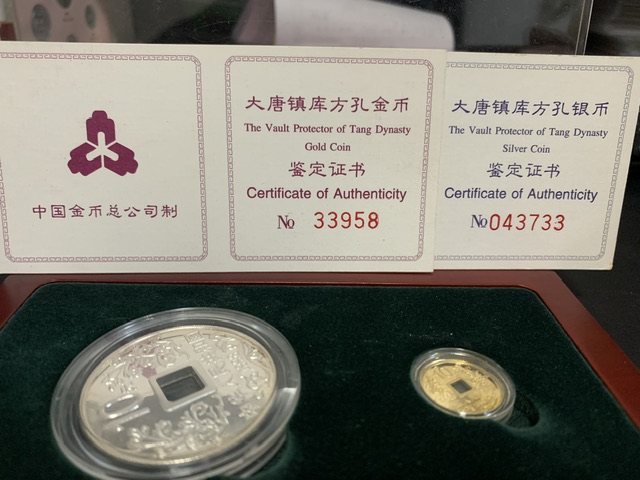 中国金币总公司制
大唐镇库方孔金币
The Vault Protector of Tang Dynasty
Gold Coin
鉴定证书
Certificate of Authenticity
№ 33958
大唐镇库方孔银币
The Vault Protector of Tang Dynasty
Silver Coin
鉴定证书
Certificate of Authenticity
№043733